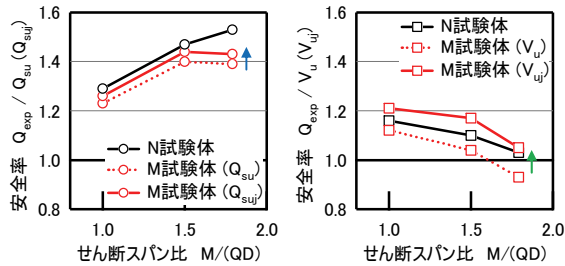 安全率 Q_exp / Q_su (Q_suj)
1.6
1.4
1.2
1.0
0.8
N試験体
M試験体 (Q_su)
M試験体 (Q_suj)
1.0 1.5 2.0
せん断スパン比 M/(QD)
安全率 Q_exp / V_u (V_uj)
1.6
1.4
1.2
1.0
0.8
N試験体
M試験体 (V_u)
M試験体 (V_uj)
1.0 1.5 2.0
せん断スパン比 M/(QD)